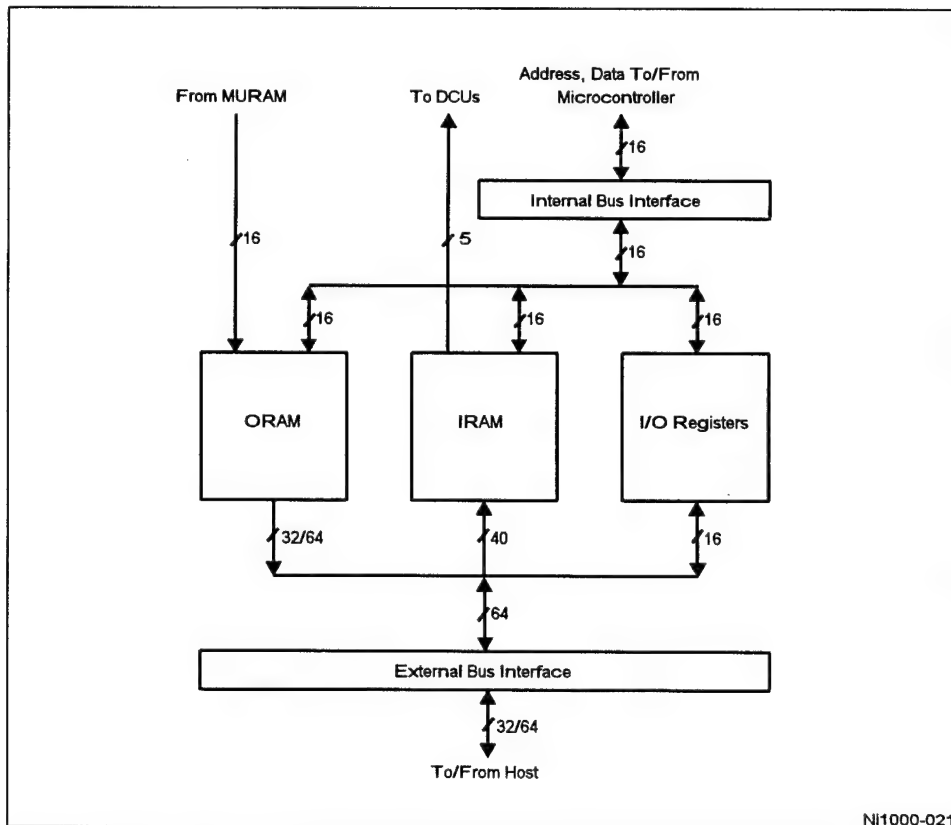 Address, Data To/From
From MURAM
To DCUs
Microcontroller
16
Internal Bus Interface
16
5
16
16
16
16
ORAM
IRAM
I/O Registers
32/64
40
16
64
External Bus Interface
32/64
To/From Host
Ni1000-021